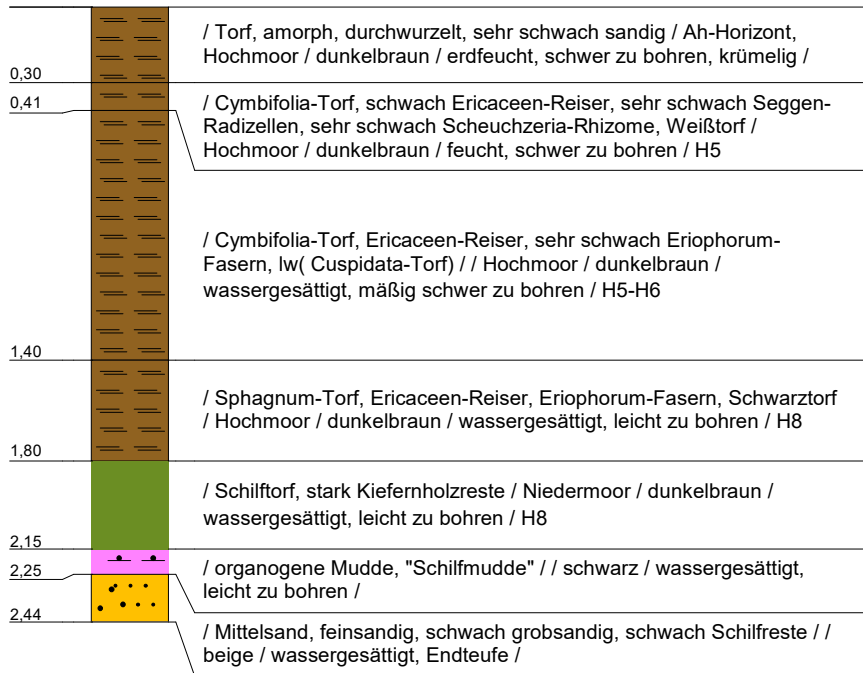 / Torf, amorph, durchwurzelt, sehr schwach sandig / Ah-Horizont,
Hochmoor / dunkelbraun / erdfeucht, schwer zu bohren, krümelig /
0,30
/ Cymbifolia-Torf, schwach Ericaceen-Reiser, sehr schwach Seggen-
Radizellen, sehr schwach Scheuchzeria-Rhizome, Weißtorf /
Hochmoor / dunkelbraun / feucht, schwer zu bohren / H5
0,41
/ Cymbifolia-Torf, Ericaceen-Reiser, sehr schwach Eriophorum-
Fasern, lw( Cuspidata-Torf) / / Hochmoor / dunkelbraun /
wassergesättigt, mäßig schwer zu bohren / H5-H6
1,40
/ Sphagnum-Torf, Ericaceen-Reiser, Eriophorum-Fasern, Schwarztorf
/ Hochmoor / dunkelbraun / wassergesättigt, leicht zu bohren / H8
1,80
/ Schilftorf, stark Kiefernholzreste / Niedermoor / dunkelbraun /
wassergesättigt, leicht zu bohren / H8
2,15
/ organogene Mudde, "Schilfmudde" / / schwarz / wassergesättigt,
leicht zu bohren /
2,25
/ Mittelsand, feinsandig, schwach grobsandig, schwach Schilfreste / /
beige / wassergesättigt, Endteufe /
2,44